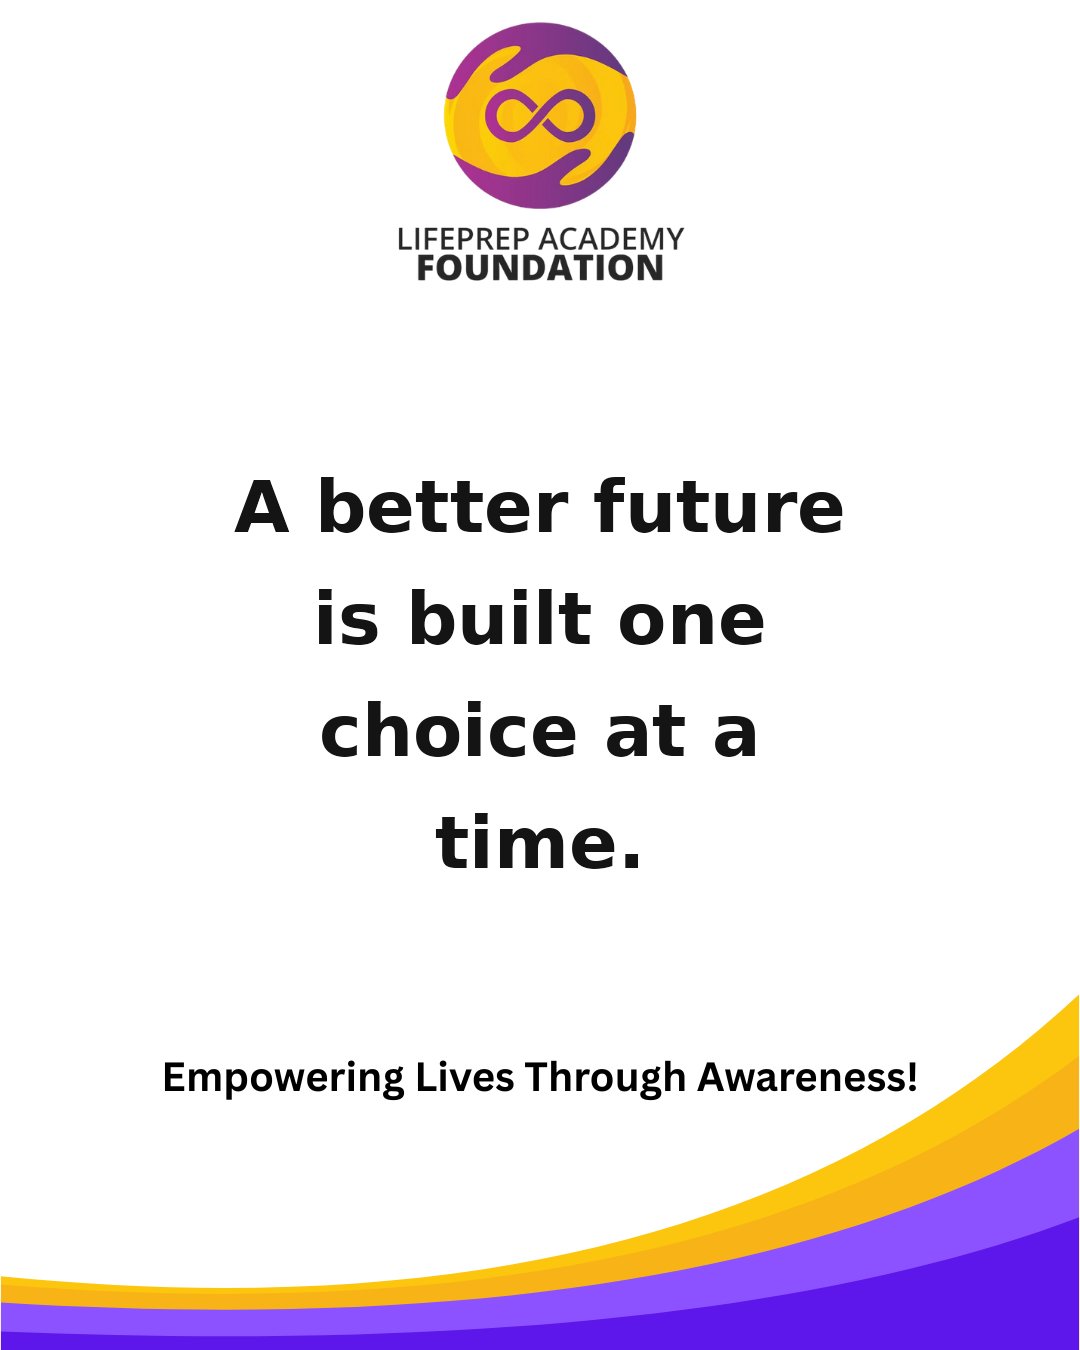 LIFEPREP ACADEMY
FOUNDATION
A better future
is built one
choice at a
time.
Empowering Lives Through Awareness!